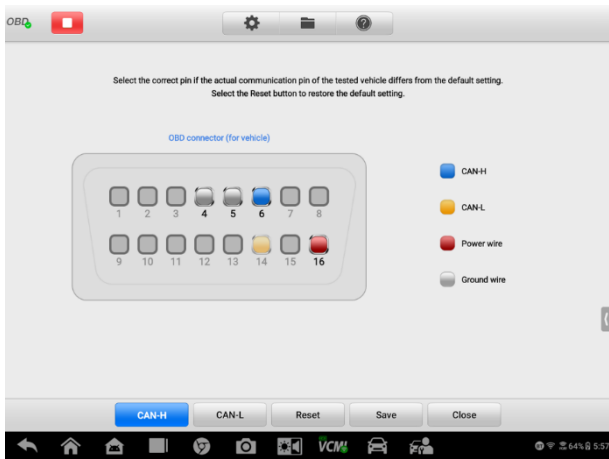 OBD
Select the correct pin if the actual communication pin of the tested vehicle differs from the default setting.
Select the Reset button to restore the default setting.
OBD connector (for vehicle)
1 2 3 4 5 6 7 8
9 10 11 12 13 14 15 16
CAN-H
CAN-L
Power wire
Ground wire
CAN-H CAN-L Reset Save Close
VCMI 64% 5:57